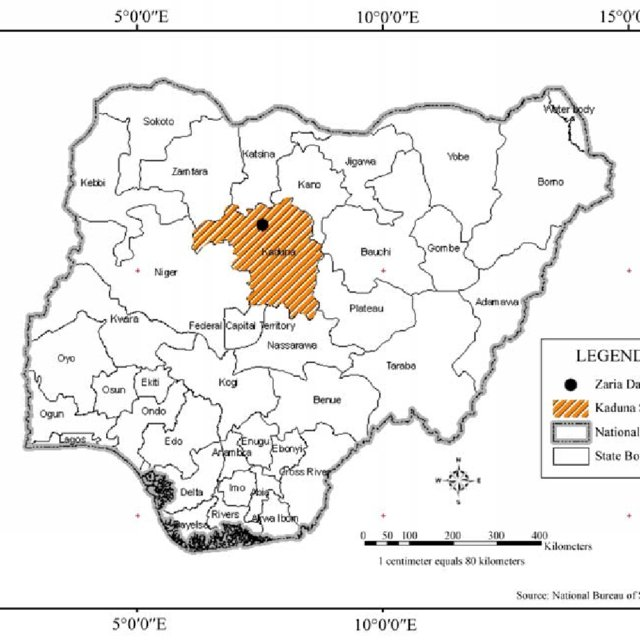 5°0'0"E 10°0'0"E 15°0'0
Water body
Sokoto
Katsina
Jigawa
Yobe
Zamfara
Kebbi
Kano
Borno
Kaduna
Bauchi
Gombe
Niger
Adamawa
Plateau
Kwara
Federal Capital Territory
Nassarawa
Oyo
Taraba
Kogi
Osun
Ekiti
Benue
Ogun
Ondo
Lagos
Edo
Enugu
Anambra
Ebonyi
Cross River
Imo
Abia
Delta
Rivers
Akwa Ibom
Bayelsa
LEGEND
Zaria Da
Kaduna S
National
State Bo
N
W E
S
0 50 100 200 300 400
Kilometers
1 centimeter equals 80 kilometers
Source: National Bureau of S
5°0'0"E 10°0'0"E